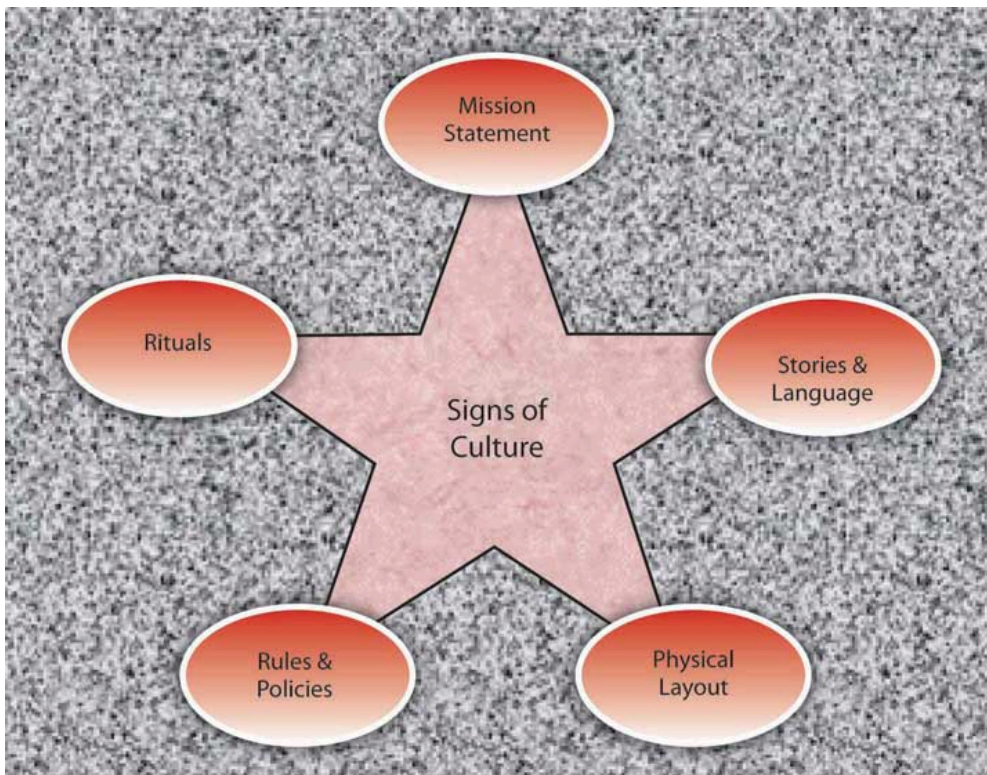 Mission
Statement
Rituals
Stories &
Language
Signs of
Culture
Rules &
Policies
Physical
Layout